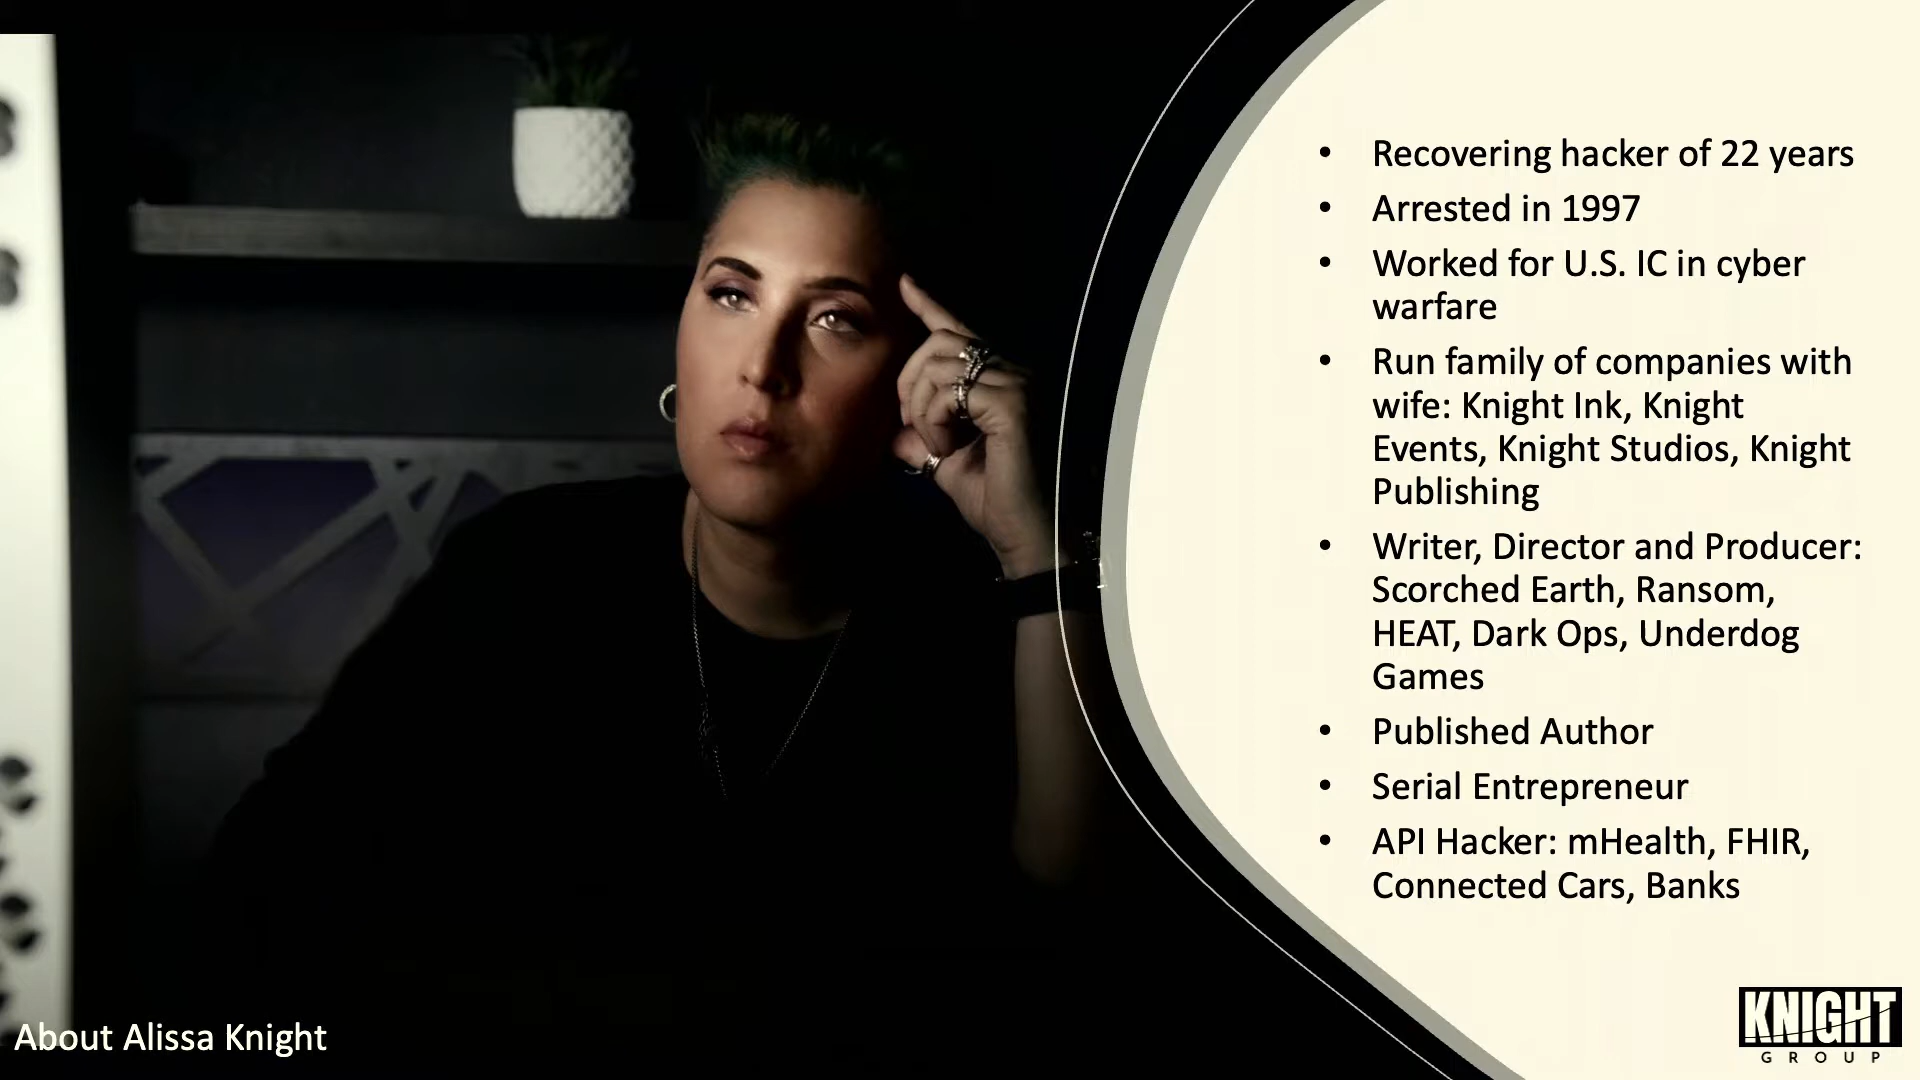 • Recovering hacker of 22 years
• Arrested in 1997
• Worked for U.S. IC in cyber
warfare
• Run family of companies with
wife: Knight Ink, Knight
Events, Knight Studios, Knight
Publishing
• Writer, Director and Producer:
Scorched Earth, Ransom,
HEAT, Dark Ops, Underdog
Games
• Published Author
• Serial Entrepreneur
• API Hacker: mHealth, FHIR,
Connected Cars, Banks
About Alissa Knight
KNIGHT
GROUP